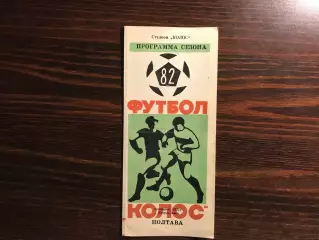 Стадион „КОЛОС"
ПРОГРАММА СЕЗОНА
82
ФУТБОЛ
КОЛОС"
ПОЛТАВА